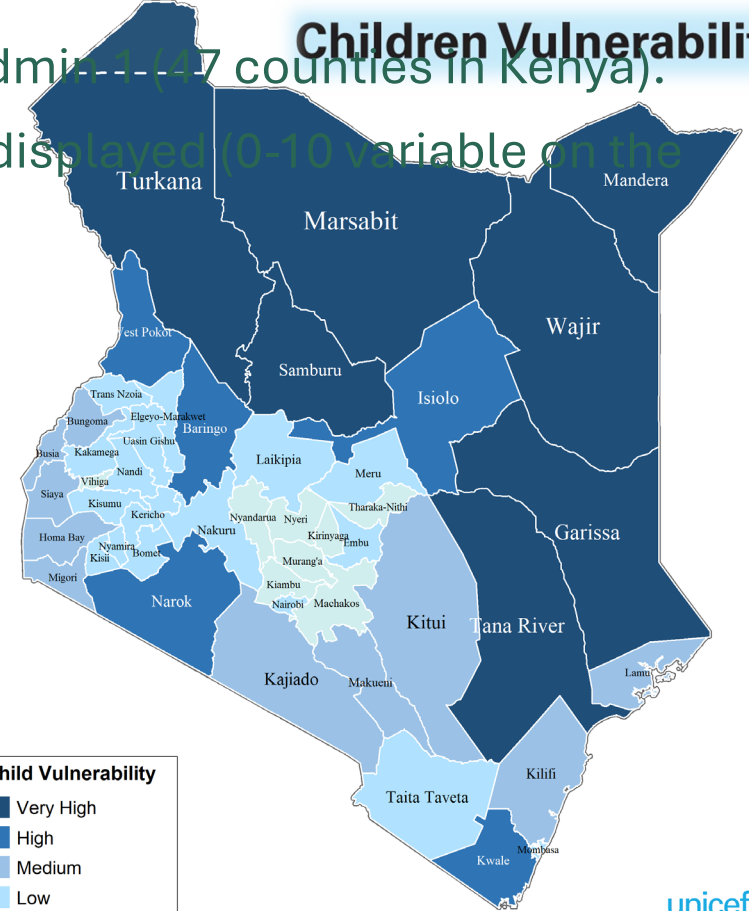 Children Vulnerabili
dmin 1 (47 counties in Kenya).
displayed (0-10 variable on the
Turkana
Mandera
Marsabit
Wajir
est Pokot
Samburu
Isiolo
Trans Nzoia
Elgeyo-Marakwet
Bungoma
Baringo
Uasin Gishu
Busia
Kakamega
Laikipia
Nandi
Meru
Vihiga
Siaya
Kisumu
Tharaka-Nithi
Kericho
Nyandarua
Nyeri
Nakuru
Garissa
Homa Bay
Kirinyaga
Embu
Nyamira
Bomet
Kisii
Murang'a
Migori
Kiambu
Narok
Nairobi
Machakos
Kitui
Tana River
Lamu
Kajiado
Makueni
hild Vulnerability
Kilifi
Taita Taveta
Very High
High
Mombasa
Kwale
Medium
Low
unicef